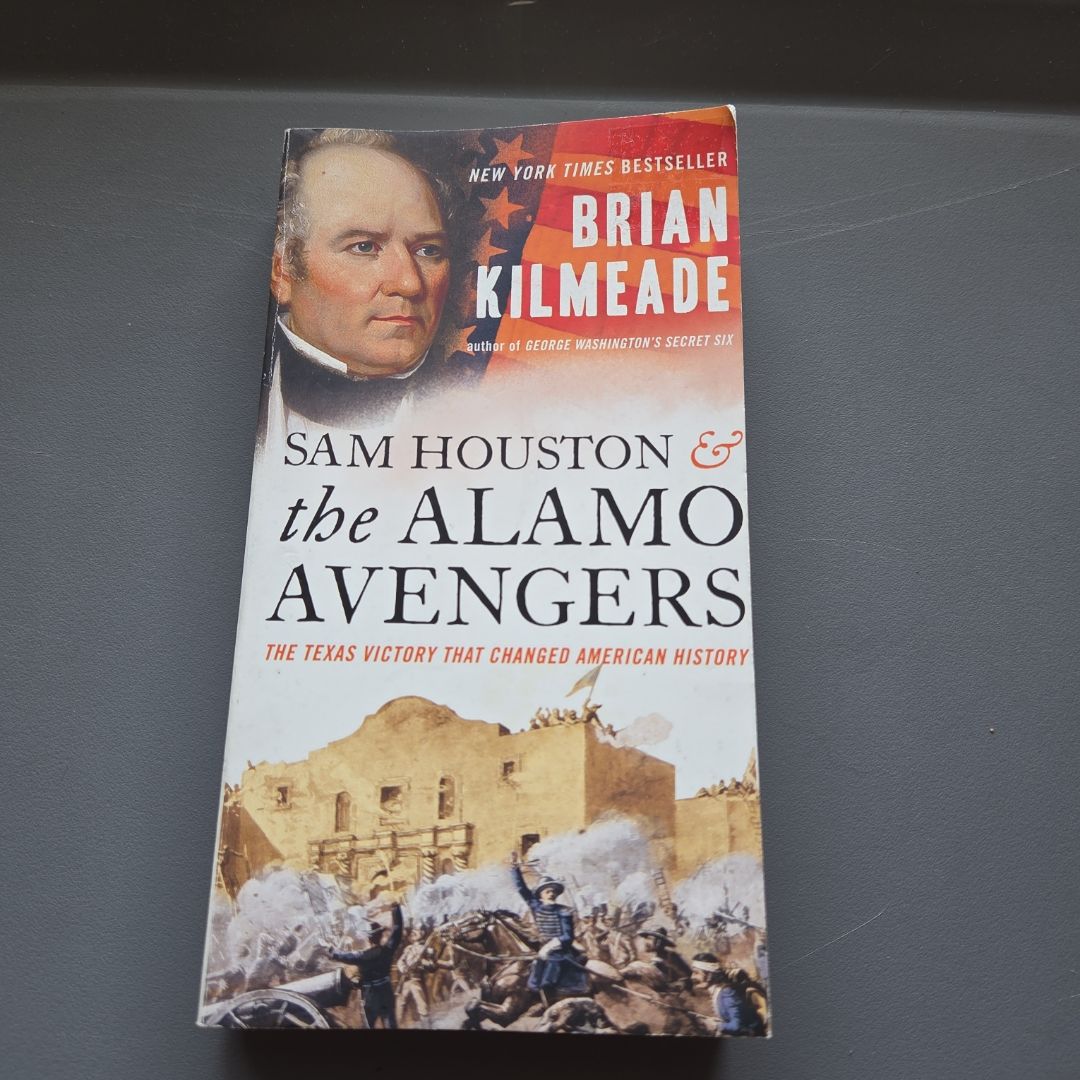 NEW YORK TIMES BESTSELLER
BRIAN
KILMEADE
author of GEORGE WASHINGTON'S SECRET SIX
SAM HOUSTON &
the ALAMO
AVENGERS
THE TEXAS VICTORY THAT CHANGED AMERICAN HISTORY